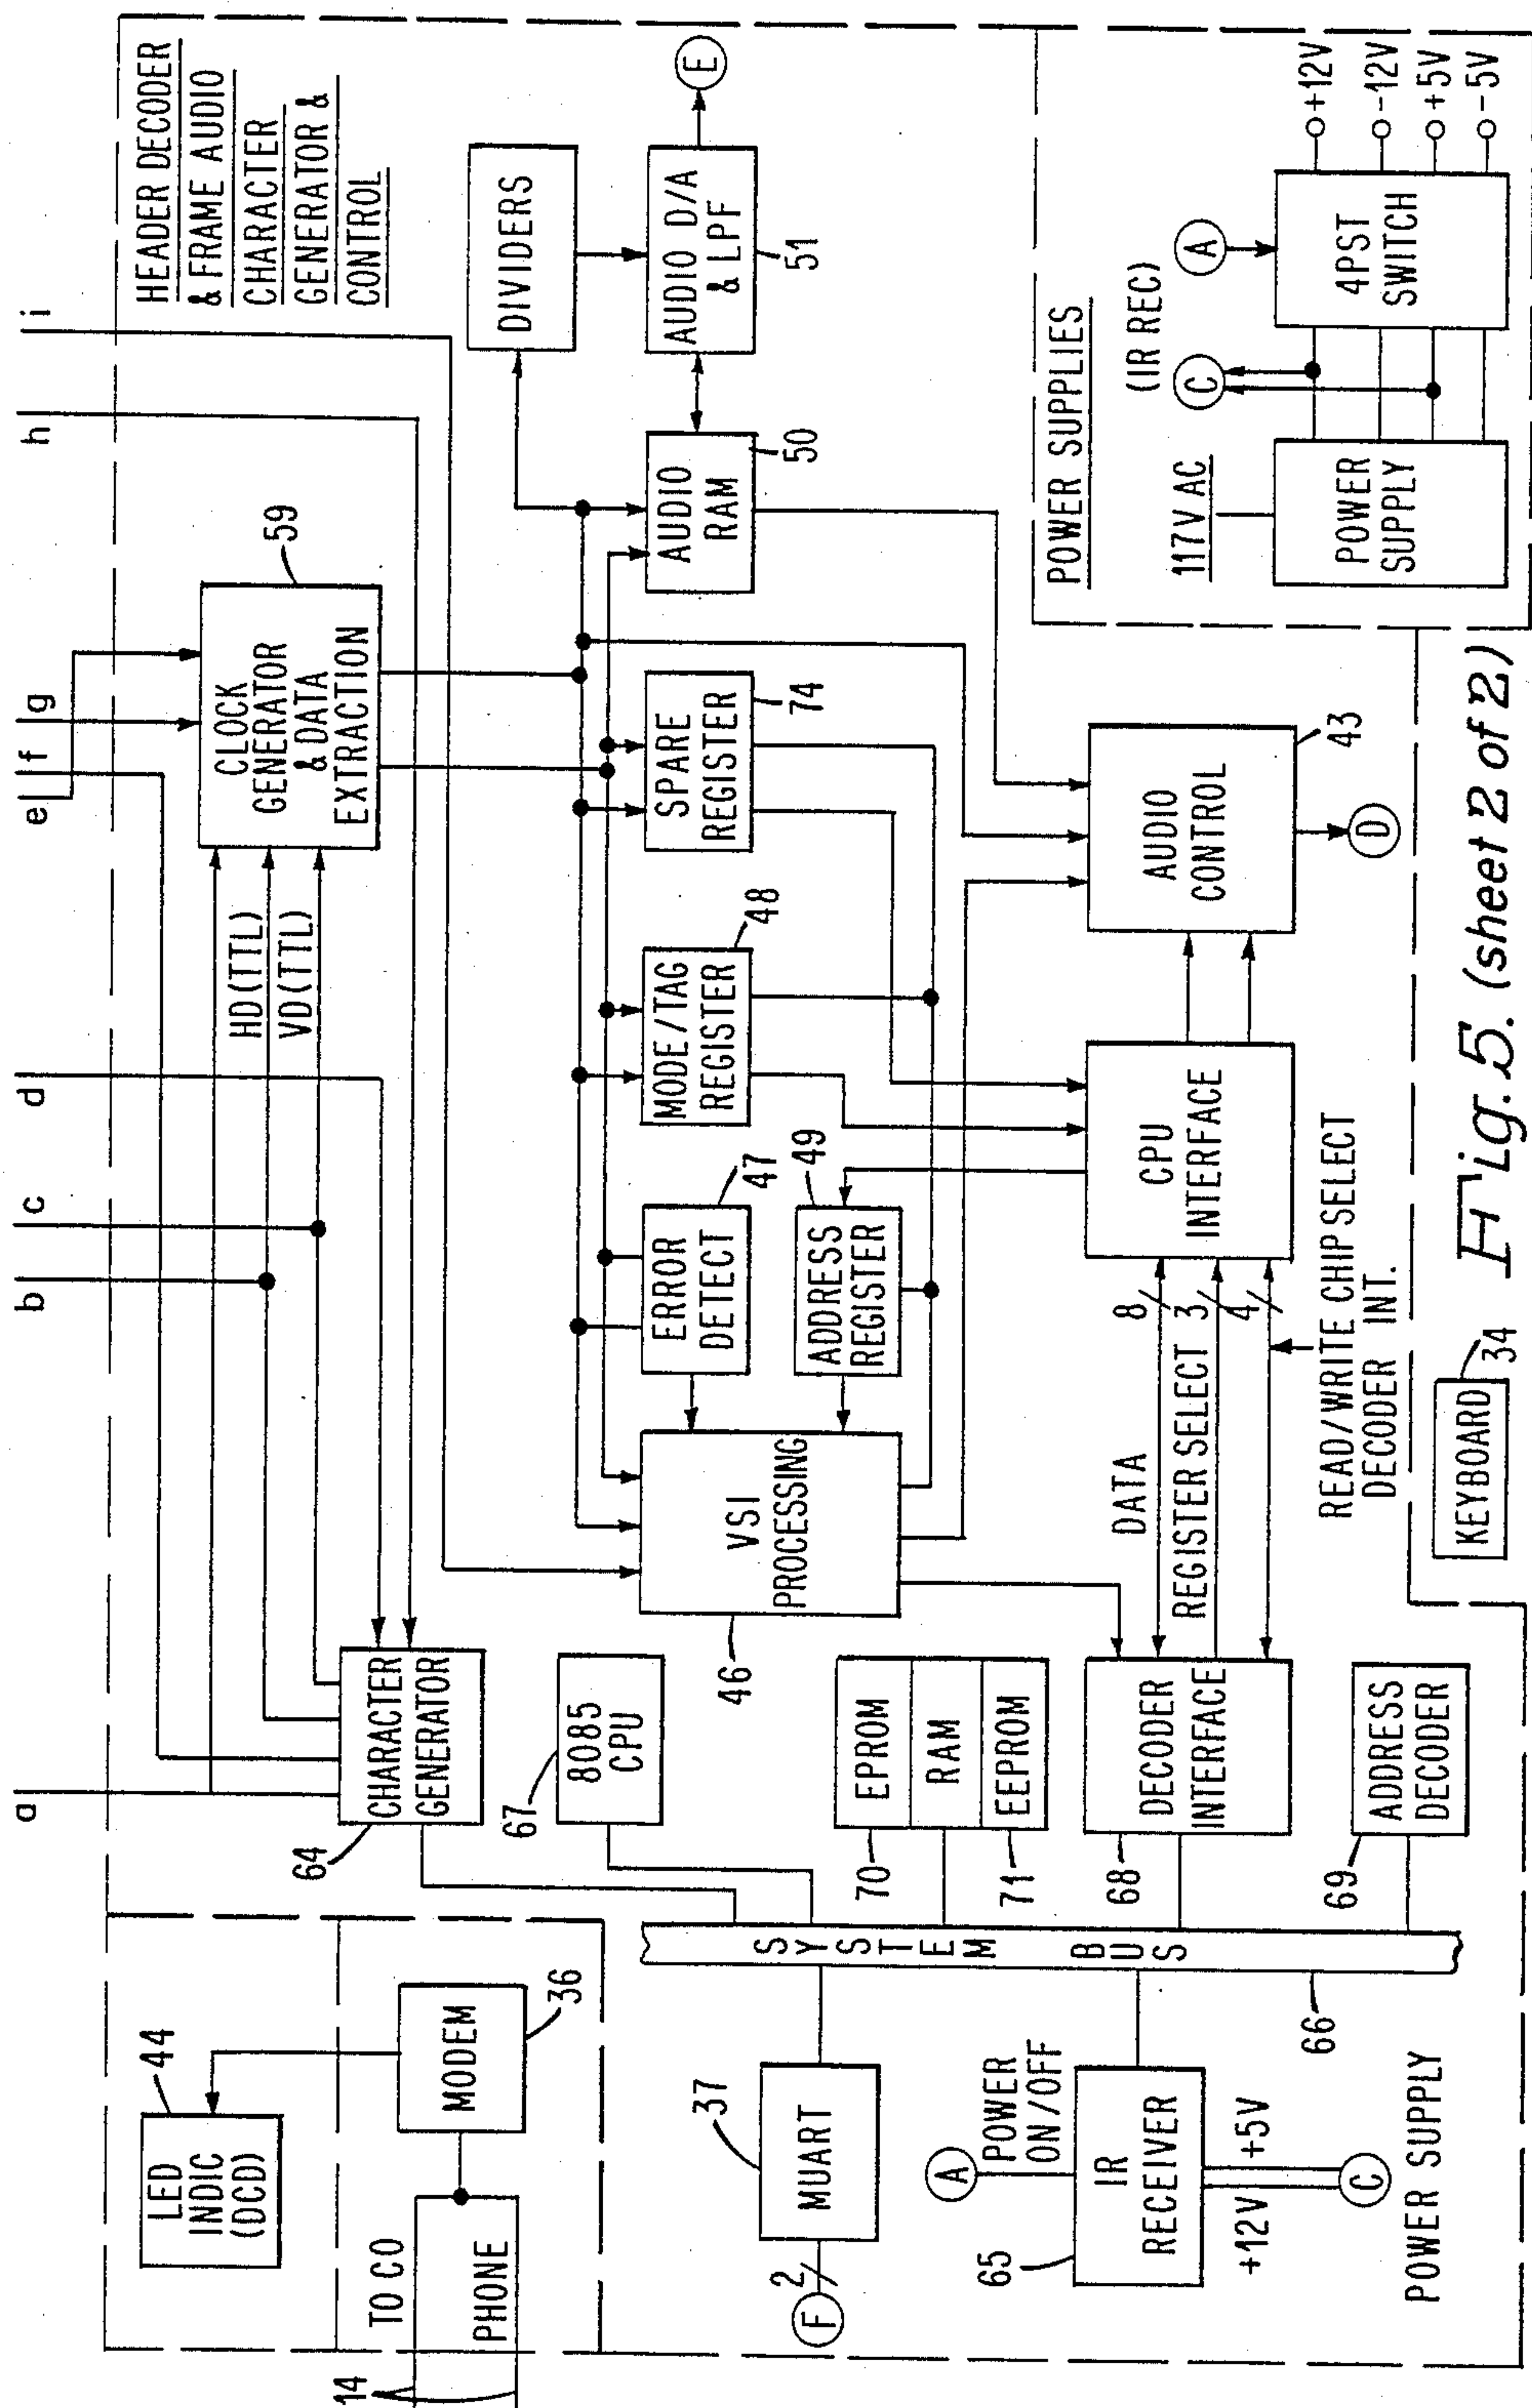 a
b
c
d
e
f
g
h
i
HEADER DECODER
& FRAME AUDIO
CHARACTER
GENERATOR &
CONTROL
LED
INDIC
(DCD)
44
TO CO
PHONE
14
MODEM
36
CHARACTER
GENERATOR
64
HD(TTL)
VD(TTL)
CLOCK
GENERATOR
& DATA
EXTRACTION
59
DIVIDERS
8085
CPU
67
VSI
PROCESSING
46
ERROR
DETECT
47
MODE/TAG
REGISTER
48
SPARE
REGISTER
74
AUDIO
RAM
50
AUDIO D/A
& LPF
51
E
ADDRESS
REGISTER
49
MUART
37
2
F
SYSTEM BUS
66
EPROM
RAM
EEPROM
70
71
A
POWER
ON/OFF
IR
RECEIVER
65
+12V
+5V
C
POWER SUPPLY
DECODER
INTERFACE
68
ADDRESS
DECODER
69
DATA
8
REGISTER SELECT 3
4
READ/WRITE CHIP SELECT
DECODER INT.
CPU
INTERFACE
AUDIO
CONTROL
43
D
KEYBOARD
34
POWER SUPPLIES
117V AC
POWER
SUPPLY
(IR REC)
C
A
4PST
SWITCH
+12V
-12V
+5V
-5V
Fig. 5. (sheet 2 of 2)